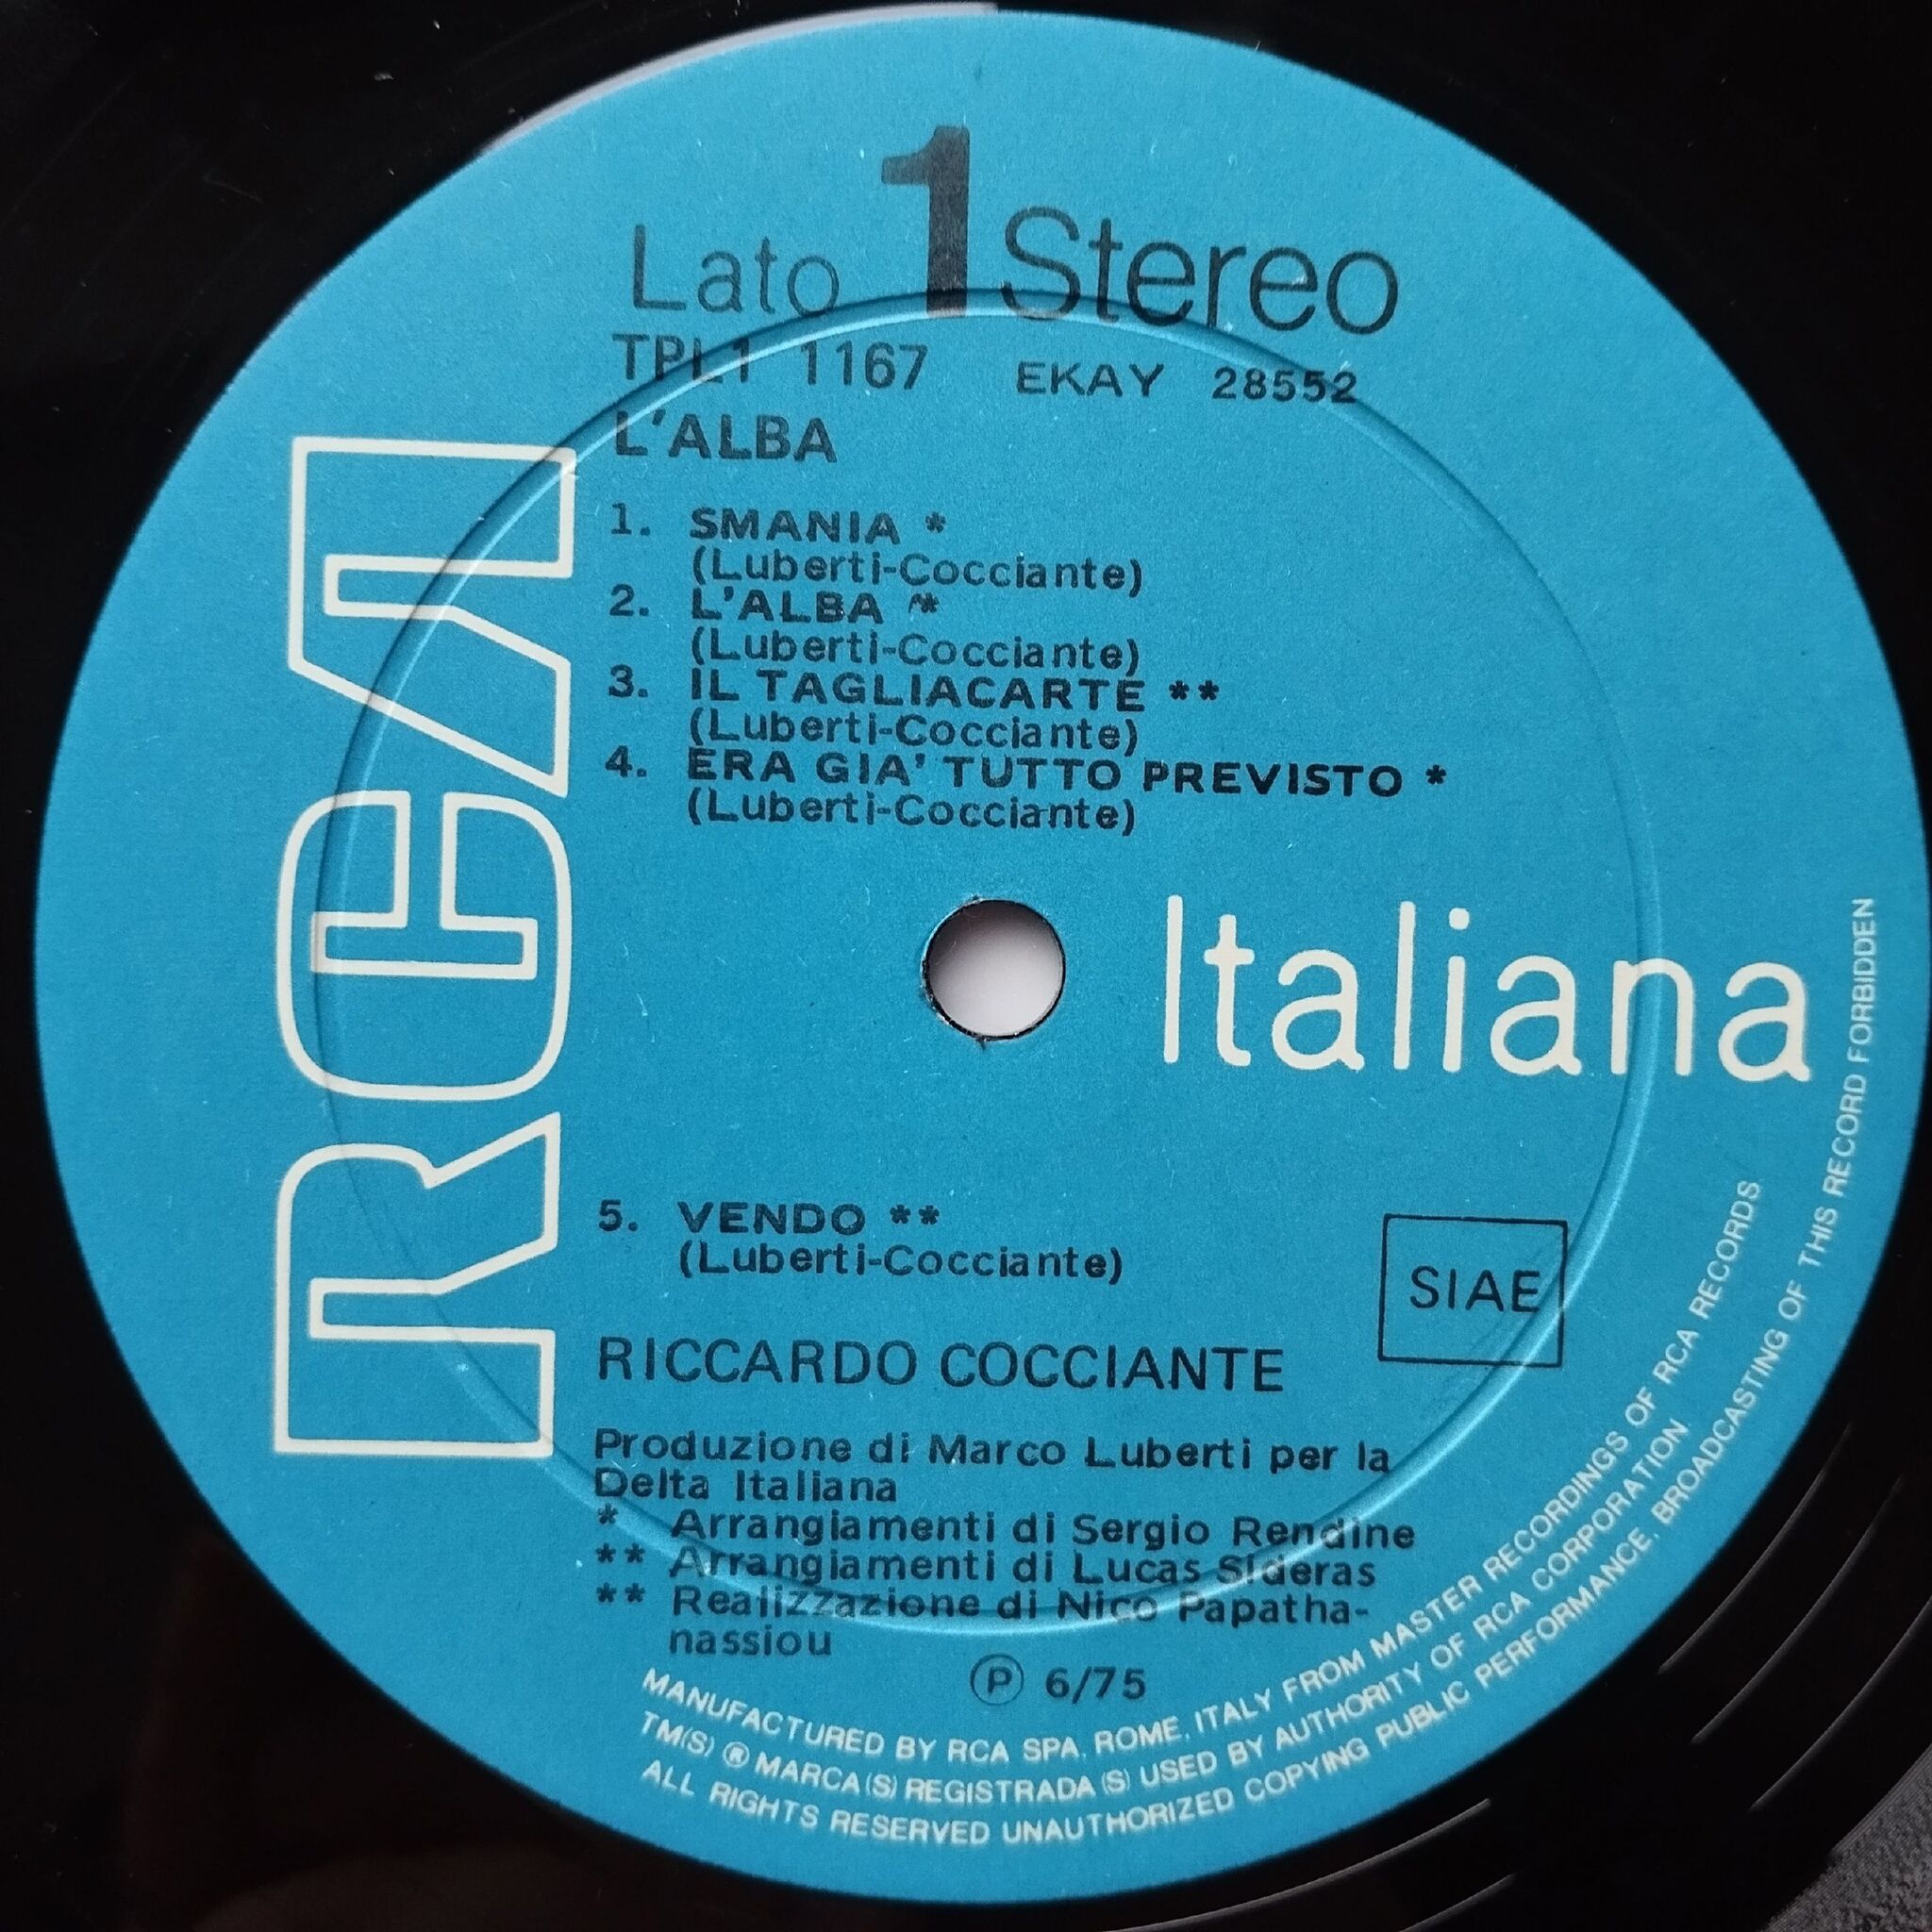 Lato 1 Stereo
TPL1 1167 EKAY 28552
L'ALBA
1. SMANIA *
(Luberti-Cocciante)
2. L'ALBA *
(Luberti-Cocciante)
3. IL TAGLIACARTE **
(Luberti-Cocciante)
4. ERA GIA' TUTTO PREVISTO *
(Luberti-Cocciante)
RCA
Italiana
5. VENDO **
(Luberti-Cocciante)
SIAE
RICCARDO COCCIANTE
Produzione di Marco Luberti per la
Delta Italiana
* Arrangiamenti di Sergio Rendine
** Arrangiamenti di Lucas Sideras
** Realizzazione di Nico Papatha-
nassiou
Ⓟ 6/75
MANUFACTURED BY RCA SPA. ROME. ITALY FROM MASTER RECORDINGS OF RCA RECORDS
TM(S) ® MARCA(S) REGISTRADA(S) USED BY AUTHORITY OF RCA CORPORATION
ALL RIGHTS RESERVED UNAUTHORIZED COPYING PUBLIC PERFORMANCE. BROADCASTING OF THIS RECORD FORBIDDEN